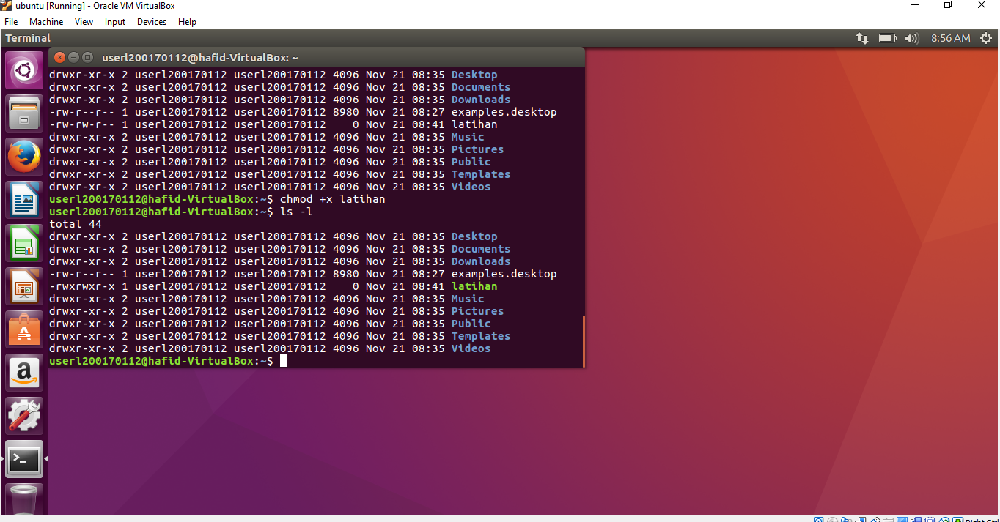 ubuntu [Running] - Oracle VM VirtualBox
File Machine View Input Devices Help
Terminal 8:56 AM
userl200170112@hafid-VirtualBox: ~
drwxr-xr-x 2 userl200170112 userl200170112 4096 Nov 21 08:35 Desktop
drwxr-xr-x 2 userl200170112 userl200170112 4096 Nov 21 08:35 Documents
drwxr-xr-x 2 userl200170112 userl200170112 4096 Nov 21 08:35 Downloads
-rw-r--r-- 1 userl200170112 userl200170112 8980 Nov 21 08:27 examples.desktop
-rw-rw-r-- 1 userl200170112 userl200170112    0 Nov 21 08:41 latihan
drwxr-xr-x 2 userl200170112 userl200170112 4096 Nov 21 08:35 Music
drwxr-xr-x 2 userl200170112 userl200170112 4096 Nov 21 08:35 Pictures
drwxr-xr-x 2 userl200170112 userl200170112 4096 Nov 21 08:35 Public
drwxr-xr-x 2 userl200170112 userl200170112 4096 Nov 21 08:35 Templates
drwxr-xr-x 2 userl200170112 userl200170112 4096 Nov 21 08:35 Videos
userl200170112@hafid-VirtualBox:~$ chmod +x latihan
userl200170112@hafid-VirtualBox:~$ ls -l
total 44
drwxr-xr-x 2 userl200170112 userl200170112 4096 Nov 21 08:35 Desktop
drwxr-xr-x 2 userl200170112 userl200170112 4096 Nov 21 08:35 Documents
drwxr-xr-x 2 userl200170112 userl200170112 4096 Nov 21 08:35 Downloads
-rw-r--r-- 1 userl200170112 userl200170112 8980 Nov 21 08:27 examples.desktop
-rwxrwxr-x 1 userl200170112 userl200170112    0 Nov 21 08:41 latihan
drwxr-xr-x 2 userl200170112 userl200170112 4096 Nov 21 08:35 Music
drwxr-xr-x 2 userl200170112 userl200170112 4096 Nov 21 08:35 Pictures
drwxr-xr-x 2 userl200170112 userl200170112 4096 Nov 21 08:35 Public
drwxr-xr-x 2 userl200170112 userl200170112 4096 Nov 21 08:35 Templates
drwxr-xr-x 2 userl200170112 userl200170112 4096 Nov 21 08:35 Videos
userl200170112@hafid-VirtualBox:~$
Right Ctrl